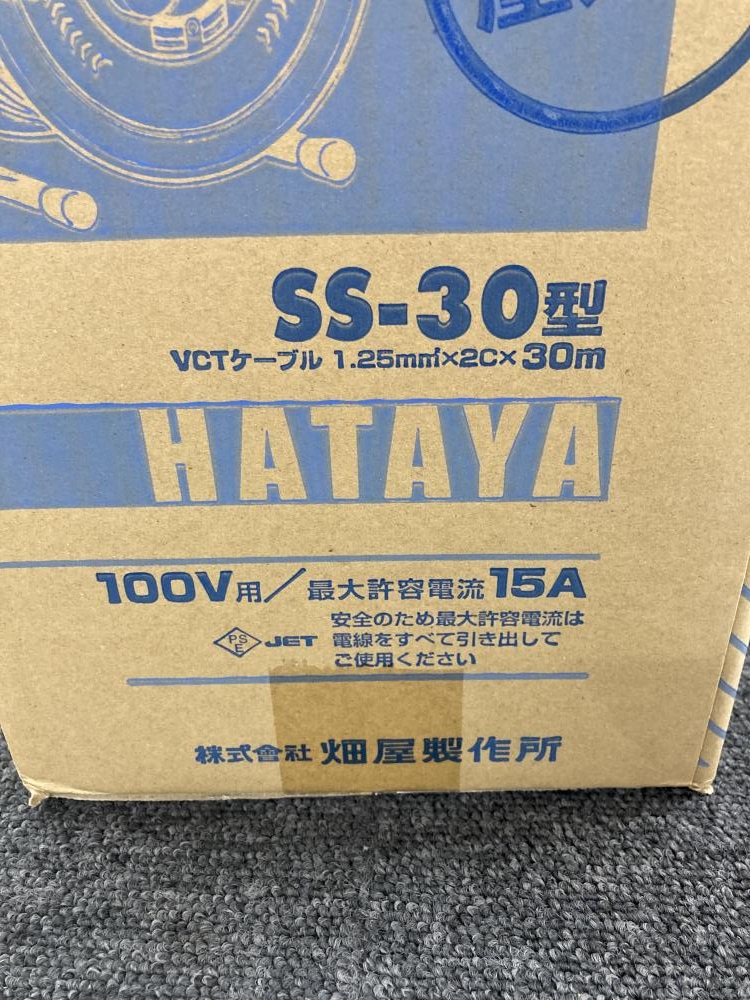 SS-30型
VCTケーブル 1.25mm²×2C×30m
HATAYA
100V用/最大許容電流15A
安全のため最大許容電流は
電線をすべて引き出して
ご使用ください
PSE JET
株式會社 畑屋製作所